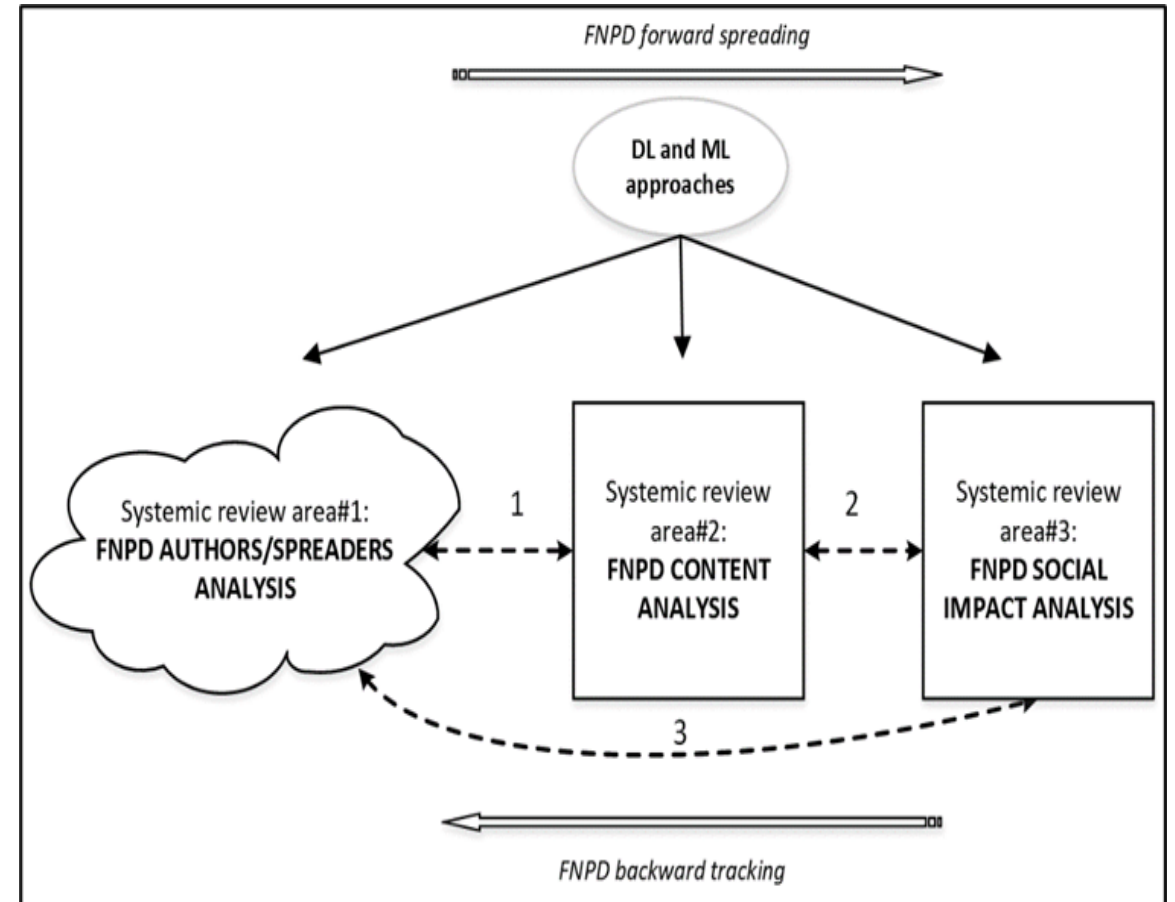 FNPD forward spreading
DL and ML
approaches
Systemic review area#1:
FNPD AUTHORS/SPREADERS
ANALYSIS
1
Systemic review
area#2:
FNPD CONTENT
ANALYSIS
2
Systemic review
area#3:
FNPD SOCIAL
IMPACT ANALYSIS
3
FNPD backward tracking